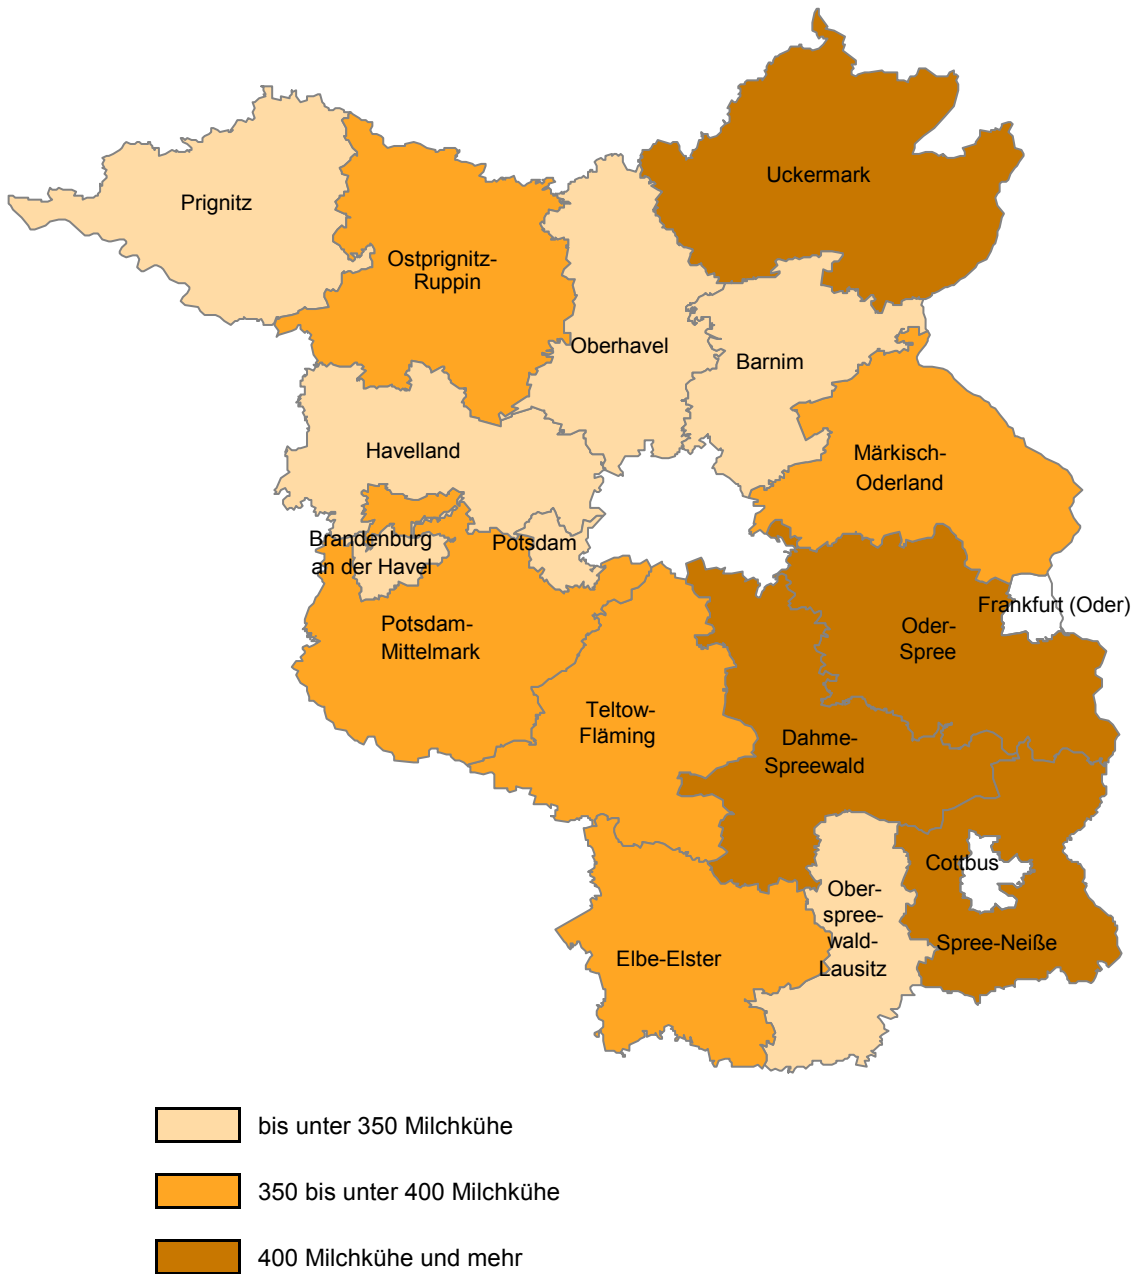 Uckermark
Prignitz
Ostprignitz-
Ruppin
Oberhavel
Barnim
Havelland
Märkisch-
Oderland
Brandenburg
an der Havel
Potsdam
Frankfurt (Oder)
Potsdam-
Mittelmark
Oder-
Spree
Teltow-
Fläming
Dahme-
Spreewald
Cottbus
Ober-
spree-
wald-
Lausitz
Spree-Neiße
Elbe-Elster
bis unter 350 Milchkühe
350 bis unter 400 Milchkühe
400 Milchkühe und mehr